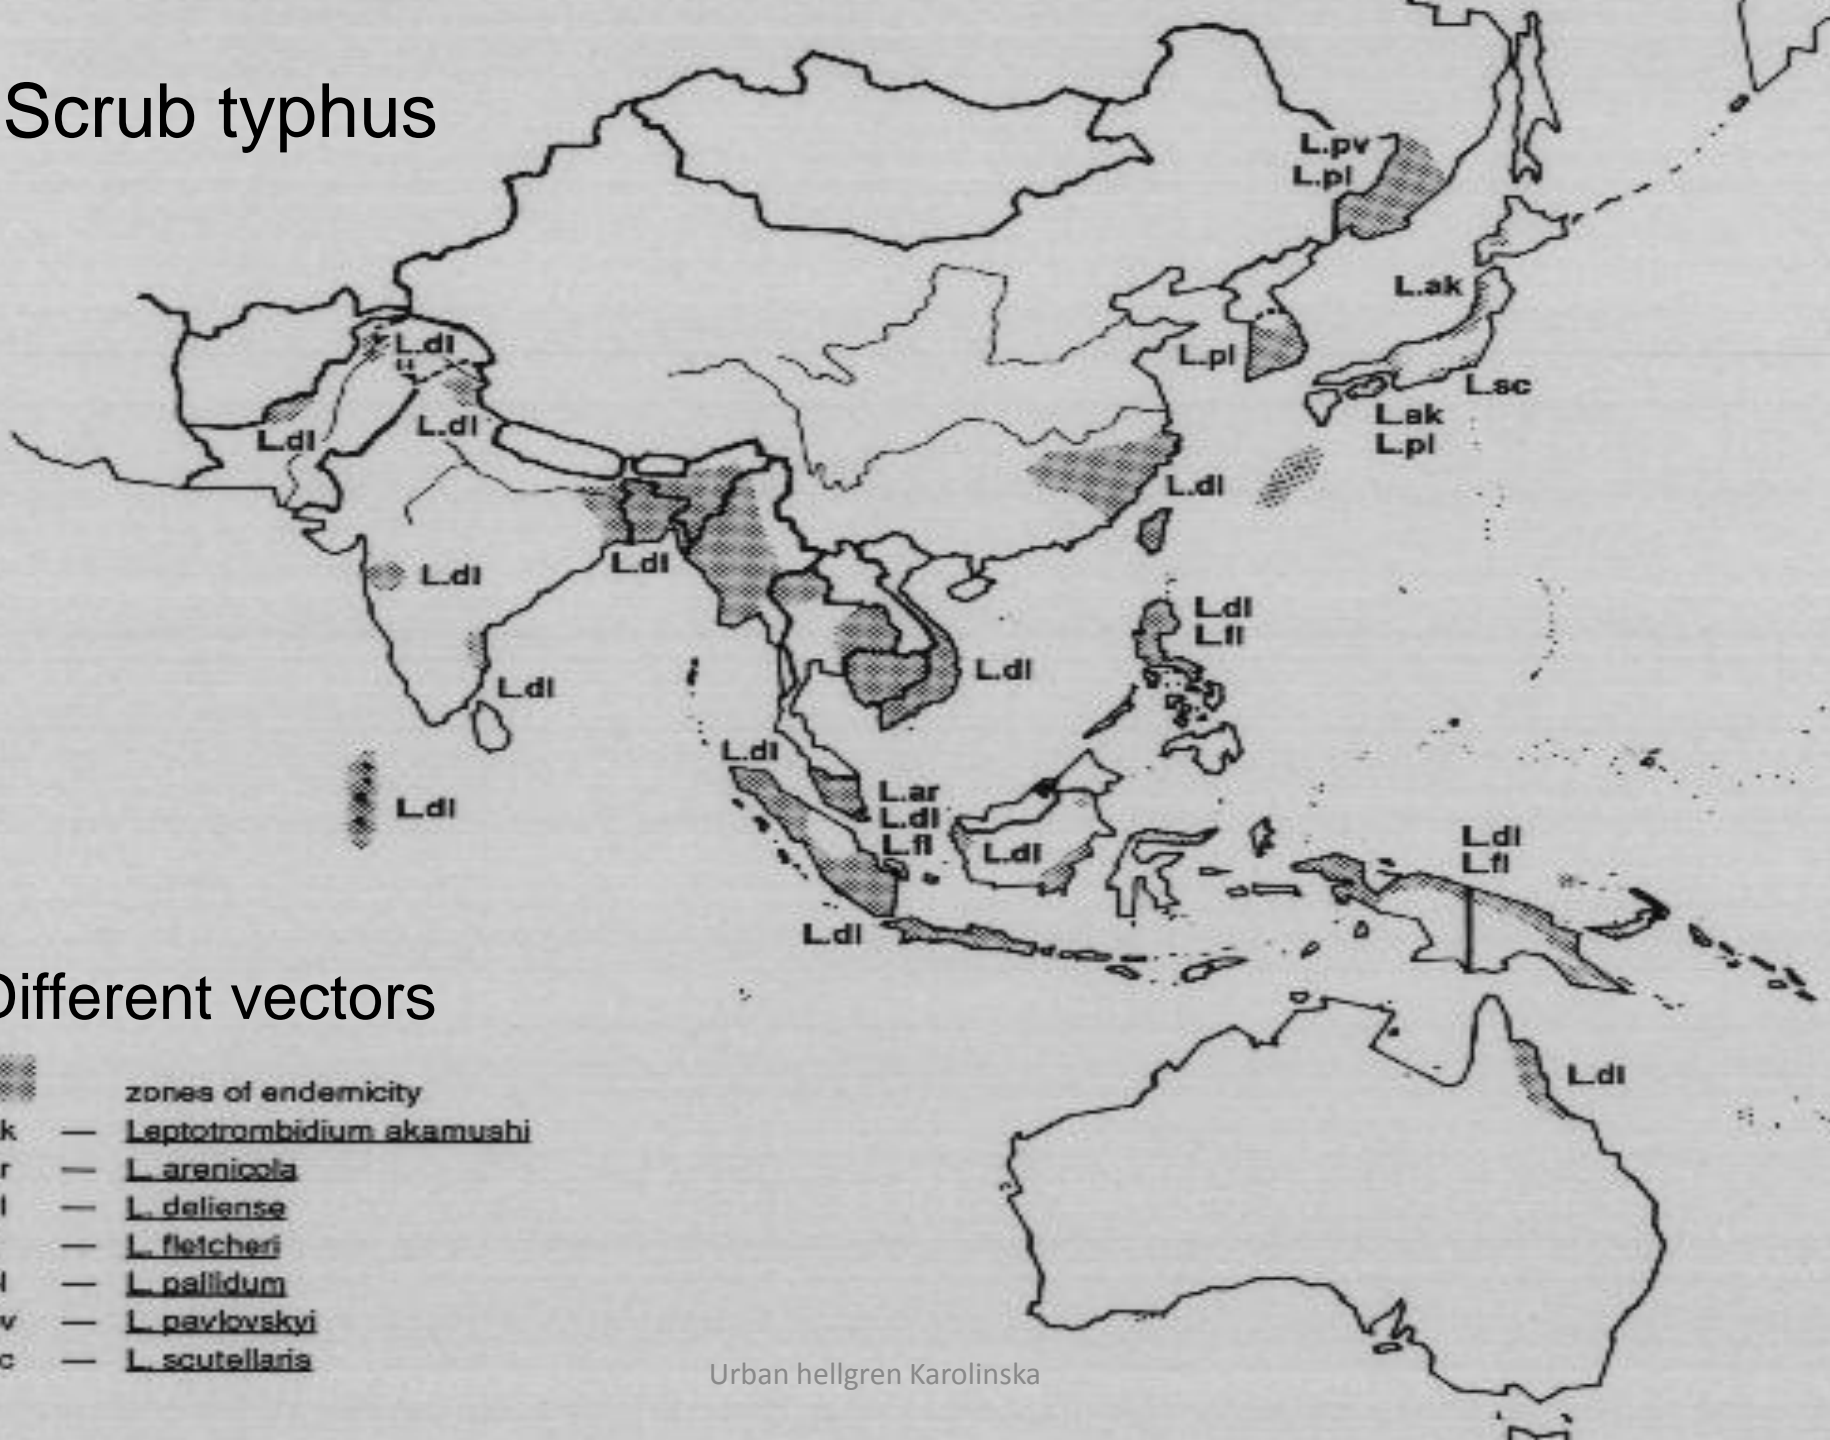 Scrub typhus
L.pv
L.pl
L.ak
L.dl
L.pl
L.sc
L.dl
L.dl
L.ak
L.pl
L.dl
L.dl
L.dl
L.dl
L.fl
L.dl
L.dl
L.dl
L.dl
L.ar
L.dl
L.dl
L.fl
L.dl
L.dl
L.fl
L.dl
Different vectors
L.dl
zones of endemicity
k — Leptotrombidium akamushi
r — L. arenicola
l — L. deliense
— L. fletcheri
l — L. pallidum
v — L. pavlovskyi
c — L. scutellaris
Urban hellgren Karolinska